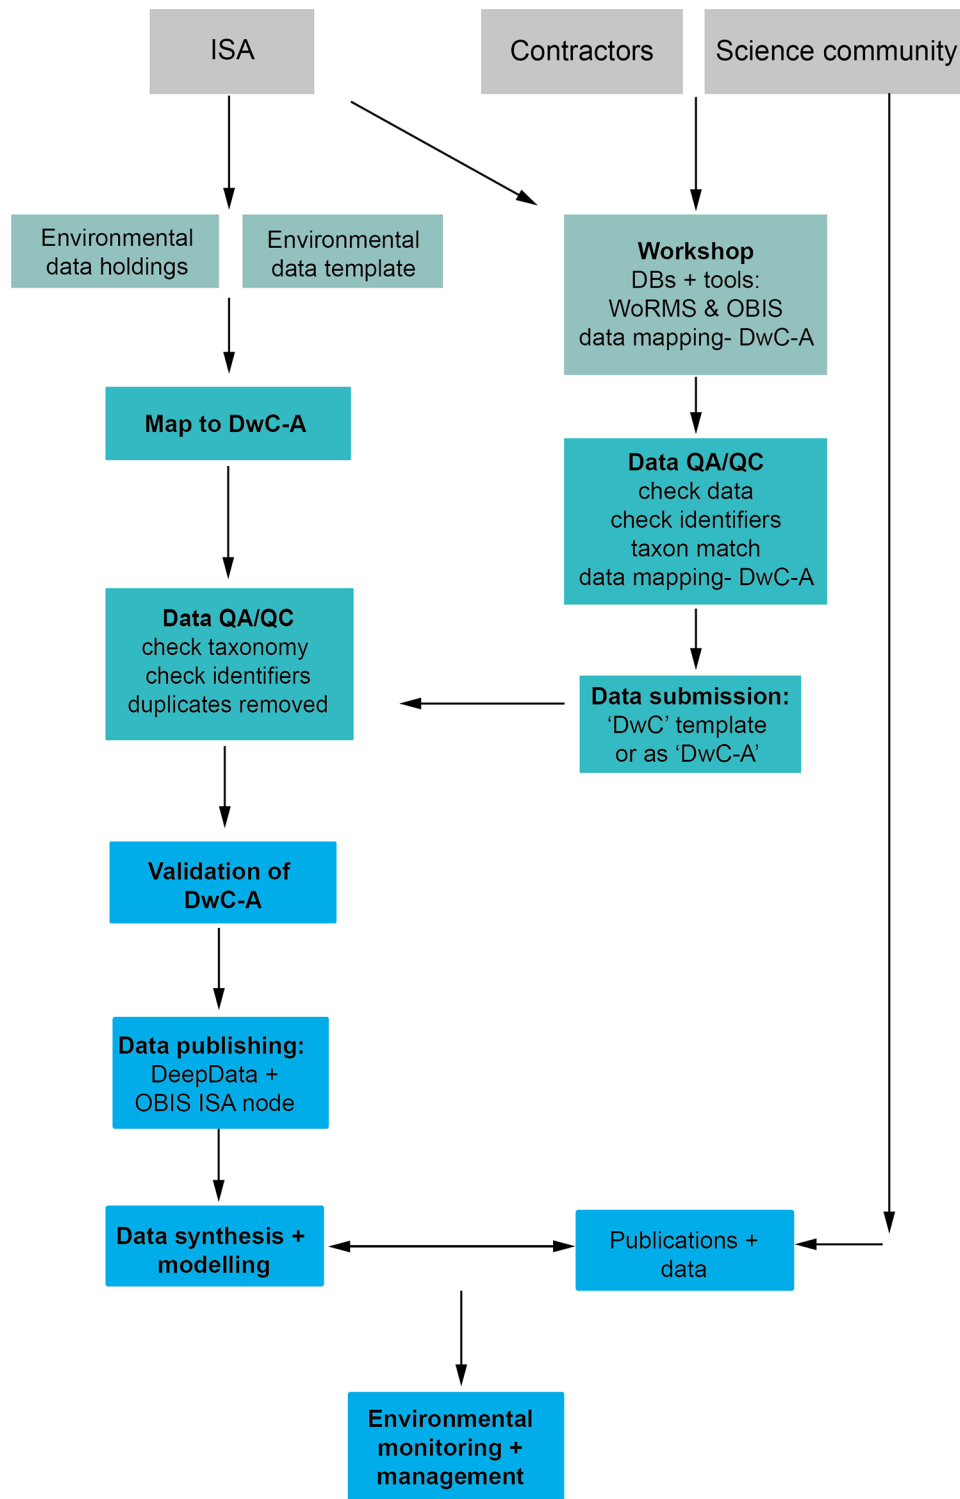 ISA
Contractors
Science community
Environmental
data holdings
Environmental
data template
Workshop
DBs + tools:
WoRMS & OBIS
data mapping- DwC-A
Map to DwC-A
Data QA/QC
check data
check identifiers
taxon match
data mapping- DwC-A
Data QA/QC
check taxonomy
check identifiers
duplicates removed
Data submission:
‘DwC’ template
or as ‘DwC-A’
Validation of
DwC-A
Data publishing:
DeepData +
OBIS ISA node
Data synthesis +
modelling
Publications +
data
Environmental
monitoring +
management